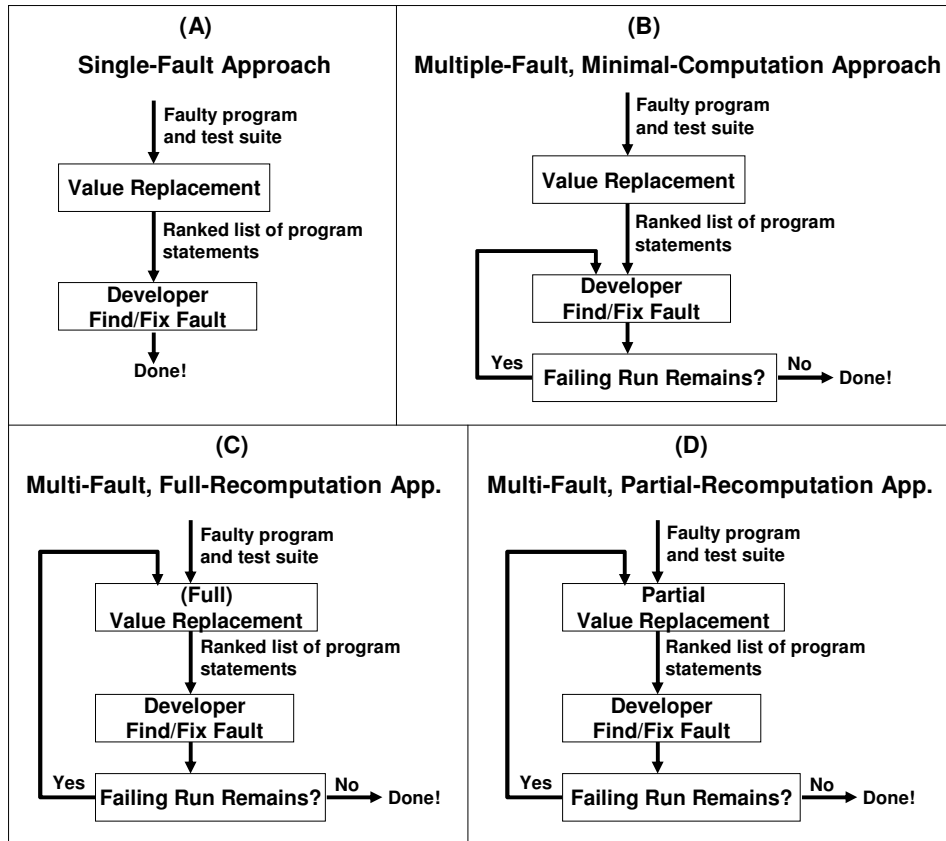 (A)
Single-Fault Approach
Faulty program
and test suite
Value Replacement
Ranked list of program
statements
Developer
Find/Fix Fault
Done!
(B)
Multiple-Fault, Minimal-Computation Approach
Faulty program
and test suite
Value Replacement
Ranked list of program
statements
Developer
Find/Fix Fault
Yes
Failing Run Remains?
No
Done!
(C)
Multi-Fault, Full-Recomputation App.
Faulty program
and test suite
(Full)
Value Replacement
Ranked list of program
statements
Developer
Find/Fix Fault
Yes
Failing Run Remains?
No
Done!
(D)
Multi-Fault, Partial-Recomputation App.
Faulty program
and test suite
Partial
Value Replacement
Ranked list of program
statements
Developer
Find/Fix Fault
Yes
Failing Run Remains?
No
Done!